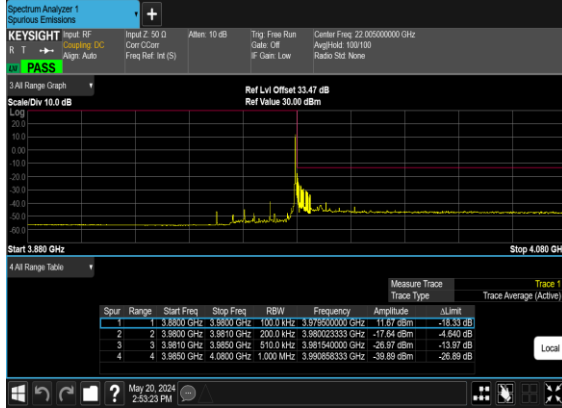 Spectrum Analyzer 1
Spurious Emissions
+
KEYSIGHT Input: RF Input Z: 50 Ω Atten: 10 dB Trig: Free Run Center Freq: 22.005000000 GHz
R T Coupling: DC Corr CCorr Gate: Off Avg|Hold: 100/100
Align: Auto Freq Ref: Int (S) IF Gain: Low Radio Std: None
LXI PASS
3 All Range Graph
Ref Lvl Offset 33.47 dB
Scale/Div 10.0 dB Ref Value 30.00 dBm
Log
20.0
10.0
0.00
-10.0
-20.0
-30.0
-40.0
-50.0
-60.0
Start 3.880 GHz Stop 4.080 GH
4 All Range Table
Measure Trace Trace 1
Trace Type Trace Average (Active)
Spur Range Start Freq Stop Freq RBW Frequency Amplitude ΔLimit
1 1 3.8800 GHz 3.9800 GHz 100.0 kHz 3.979500000 GHz 11.67 dBm -18.33 dB
2 2 3.9800 GHz 3.9810 GHz 200.0 kHz 3.980023333 GHz -17.64 dBm -4.640 dB
3 3 3.9810 GHz 3.9850 GHz 510.0 kHz 3.981540000 GHz -26.97 dBm -13.97 dB
4 4 3.9850 GHz 4.0800 GHz 1.000 MHz 3.990858333 GHz -39.89 dBm -26.89 dB
Local
? May 20, 2024
2:53:23 PM